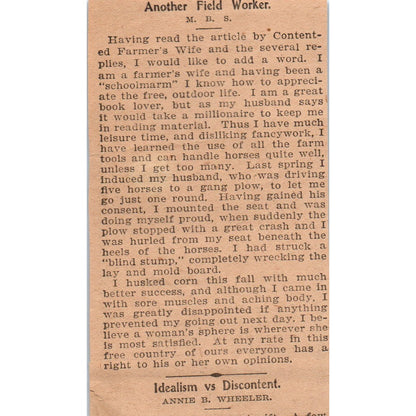 Another Field Worker.
M. B. S.
Having read the article by Content-
ed Farmer's Wife and the several re-
plies, I would like to add a word. I
am a farmer's wife and having been a
"schoolmarm" I know how to appreci-
ate the free, outdoor life. I am a great
book lover, but as my husband says
it would take a millionaire to keep me
in reading material. Thus I have much
leisure time, and disliking fancywork, I
have learned the use of all the farm
tools and can handle horses quite well,
unless I get too many. Last spring I
induced my husband, who was driving
five horses to a gang plow, to let me
go just one round. Having gained his
consent, I mounted the seat and was
doing myself proud, when suddenly the
plow stopped with a great crash and I
was hurled from my seat beneath the
heels of the horses. I had struck a
"blind stump," completely wrecking the
lay and mold board.
I husked corn this fall with much
better success, and although I came in
with sore muscles and aching body, I
was greatly disappointed if anything
prevented my going out next day. I be-
lieve a woman's sphere is wherever she
is most satisfied. At any rate in this
free country of ours everyone has a
right to his or her own opinions.
Idealism vs Discontent.
ANNIE B. WHEELER.